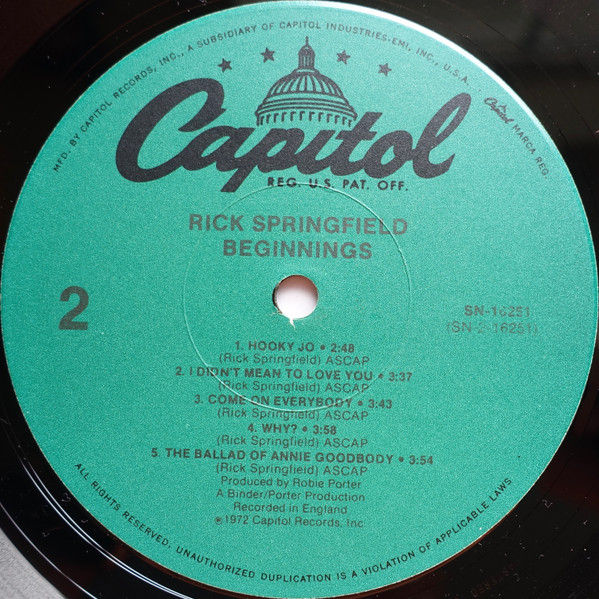 MFD. BY CAPITOL RECORDS, INC., A SUBSIDIARY OF CAPITOL INDUSTRIES-EMI, INC., U.S.A.
Capitol MARCA REG.
Capitol
REG. U.S. PAT. OFF.
RICK SPRINGFIELD
BEGINNINGS
2
SN-16251
(SN-2-16251)
1. HOOKY JO • 2:48
(Rick Springfield) ASCAP
2. I DIDN'T MEAN TO LOVE YOU • 3:37
(Rick Springfield) ASCAP
3. COME ON EVERYBODY • 3:43
(Rick Springfield) ASCAP
4. WHY? • 3:58
(Rick Springfield) ASCAP
5. THE BALLAD OF ANNIE GOODBODY • 3:54
(Rick Springfield) ASCAP
Produced by Robie Porter
A Binder/Porter Production
Recorded in England
℗1972 Capitol Records, Inc.
ALL RIGHTS RESERVED. UNAUTHORIZED DUPLICATION IS A VIOLATION OF APPLICABLE LAWS